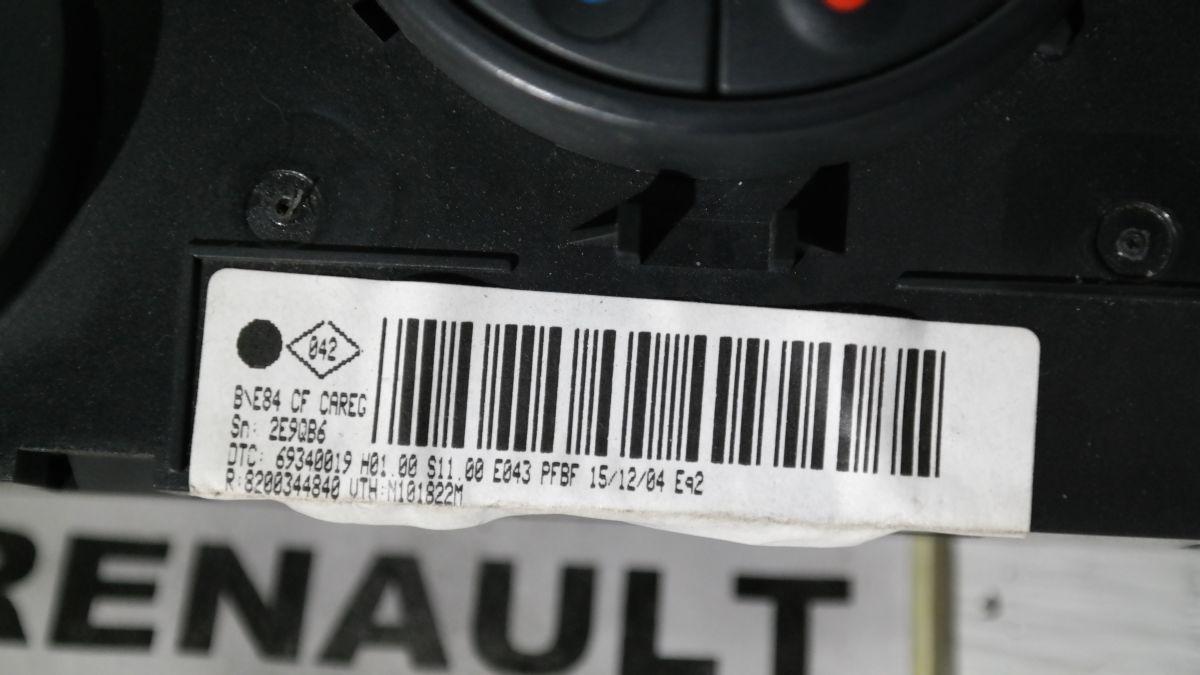 042
B\E84 CF CAREG
Sn: 2E9QB6
DTC: 69340019 H01.00 S11.00 E043 PFBF 15/12/04 Eq2
R:8200344840 VTH:N101822M
RENAULT